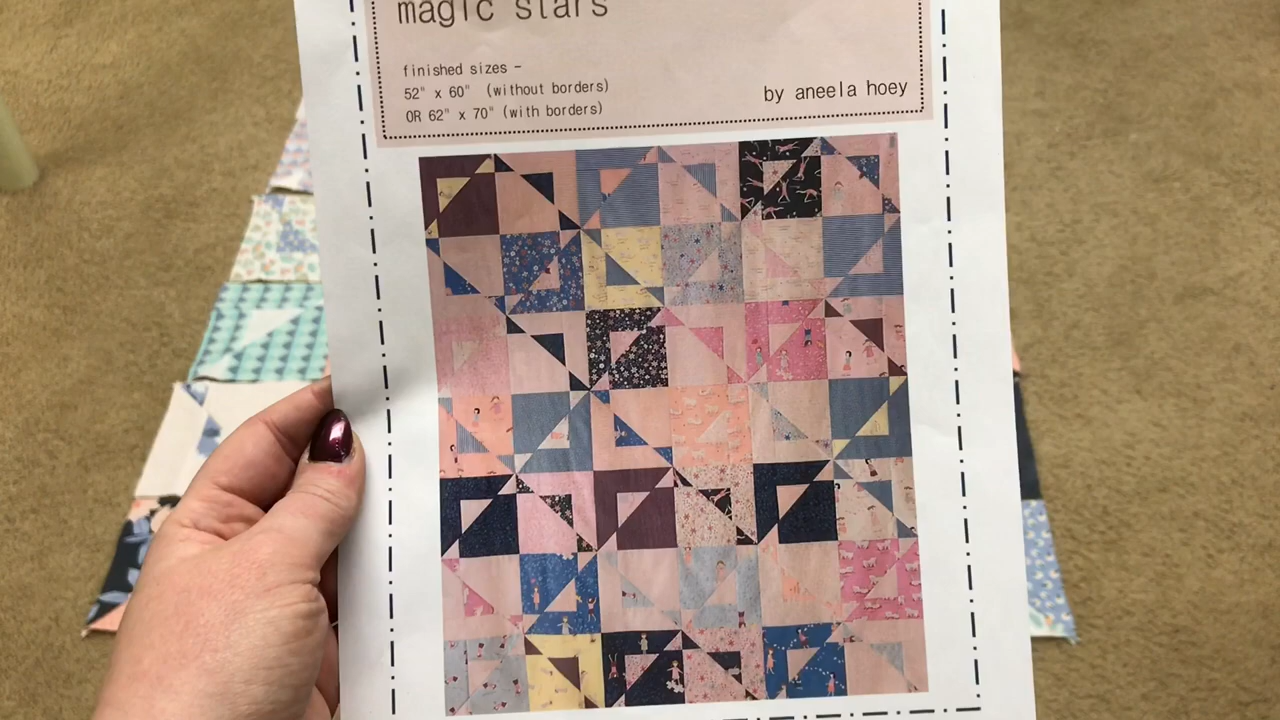 magic stars
finished sizes -
52" x 60" (without borders)
OR 62" x 70" (with borders)
by aneela hoey